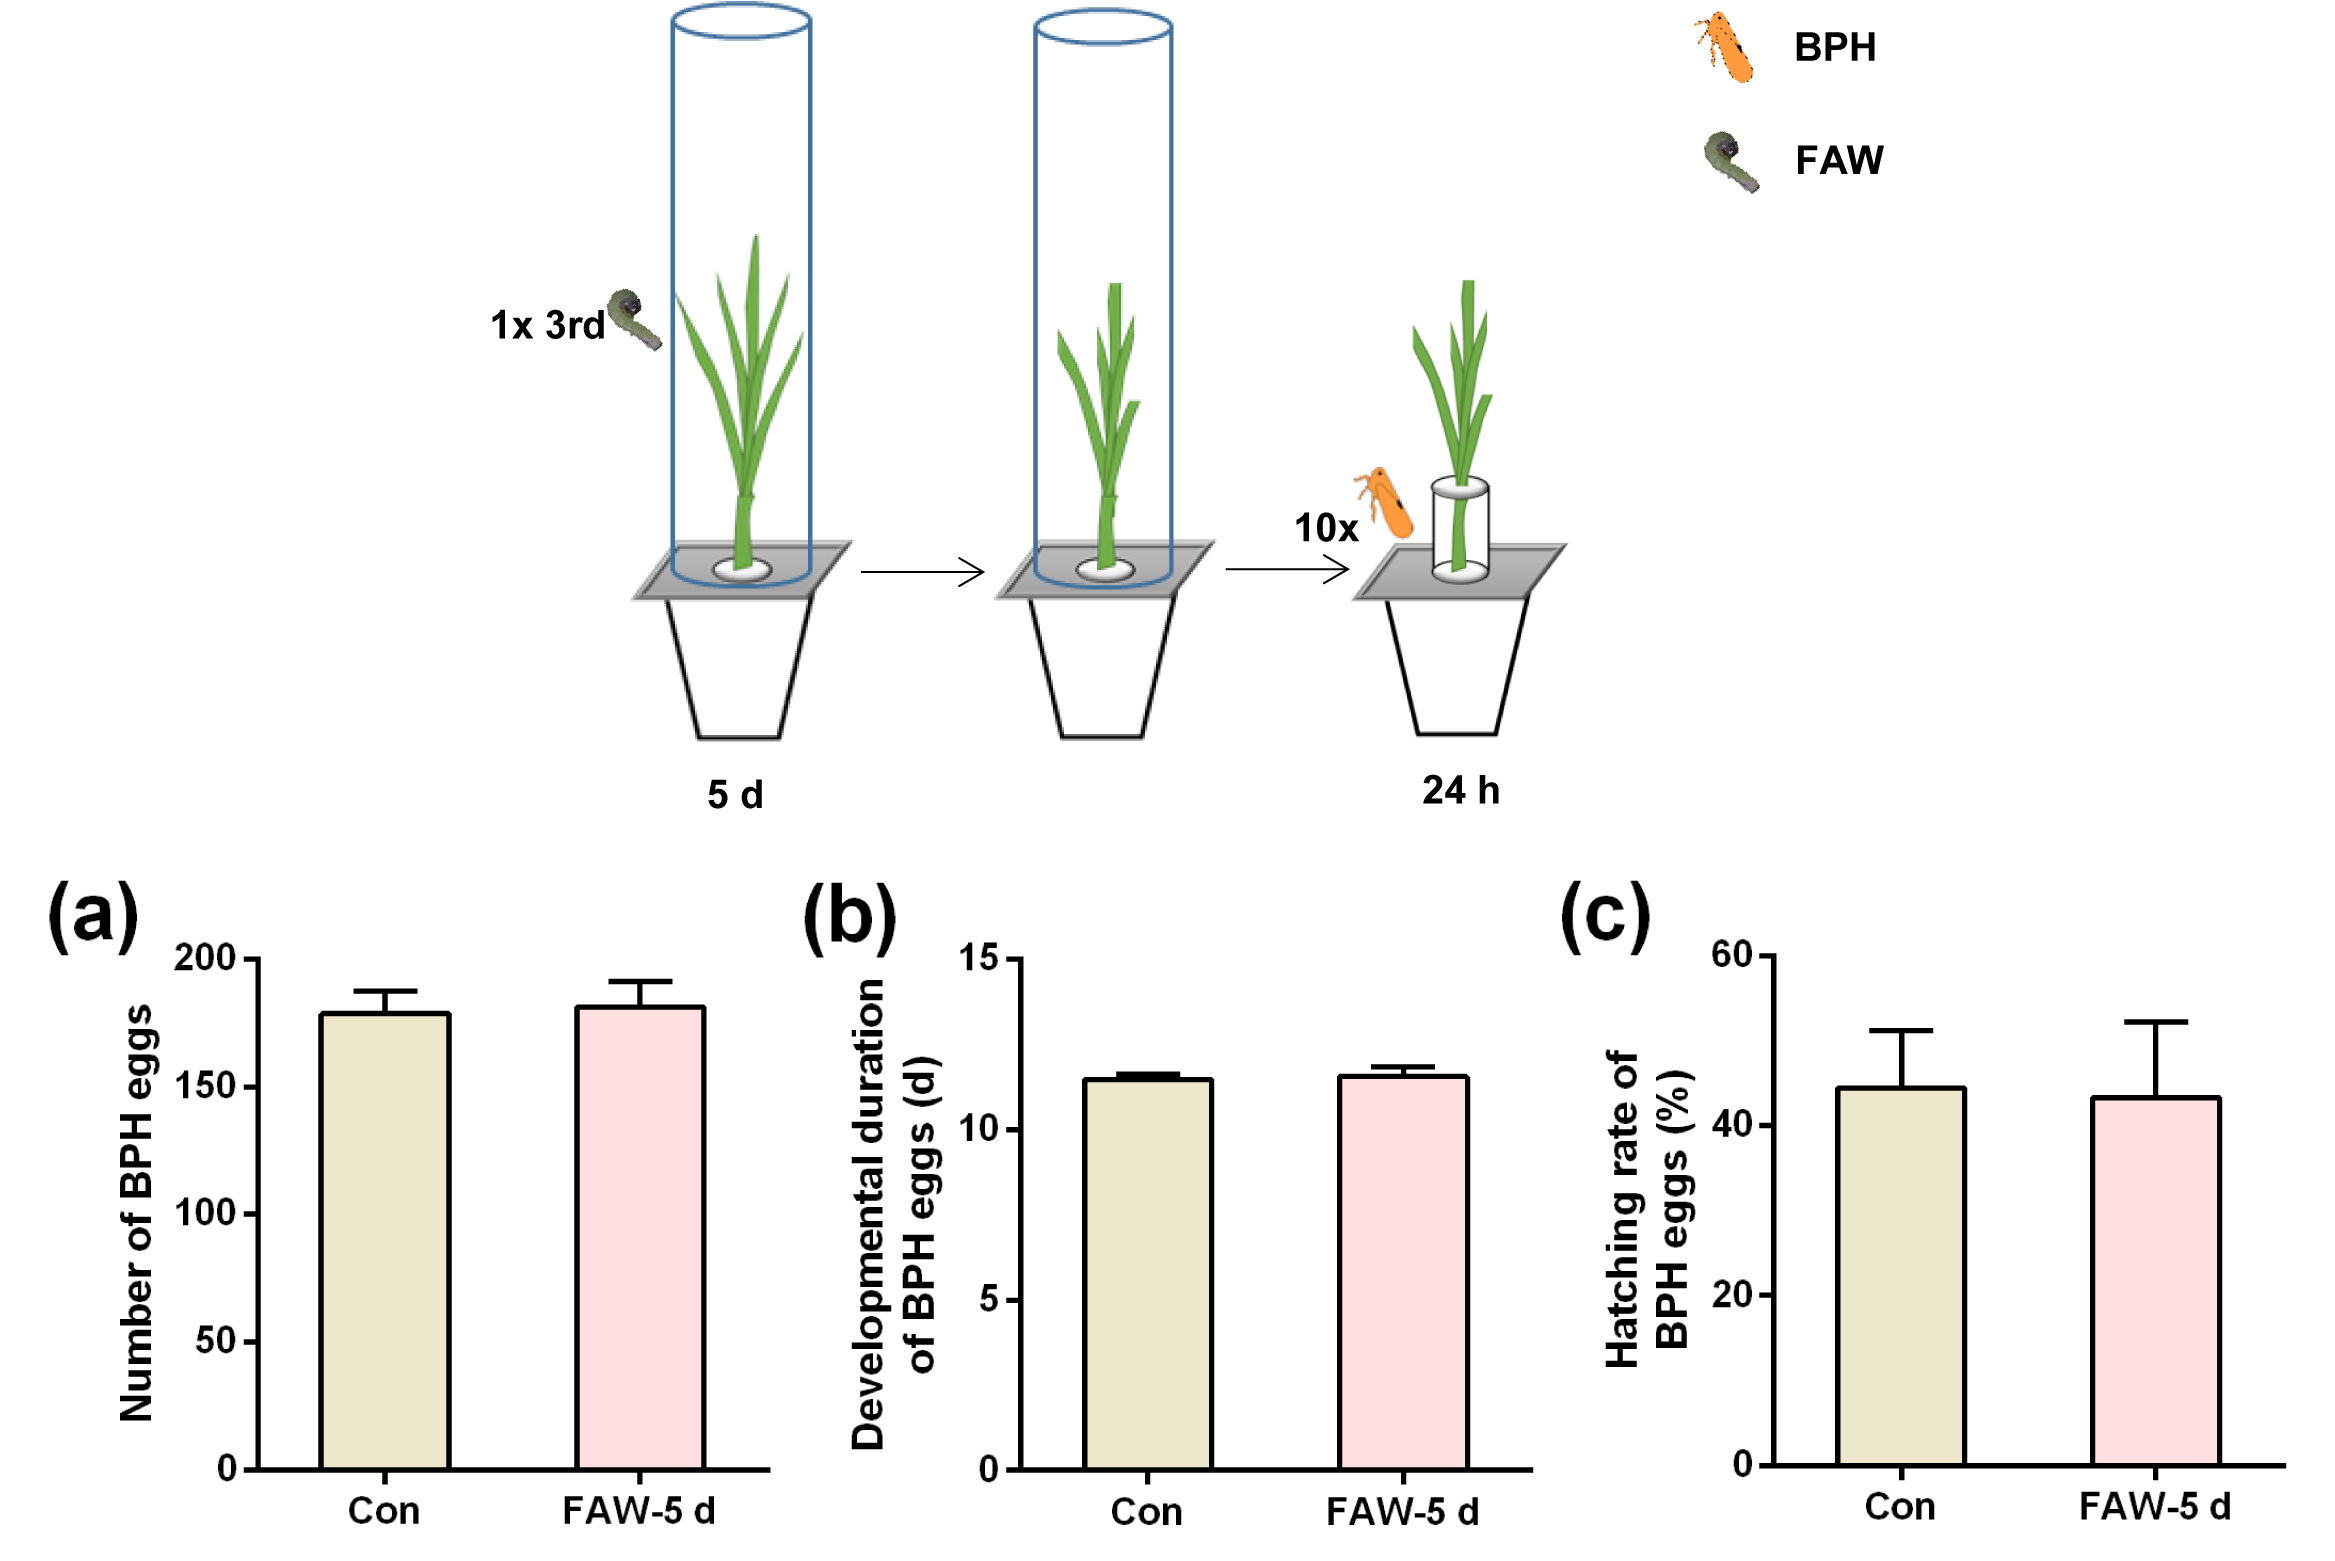 BPH
FAW
1x 3rd
10x
5 d
24 h
(a)
Number of BPH eggs
200
150
100
50
0
Con
FAW-5 d
(b)
Developmental duration
of BPH eggs (d)
15
10
5
0
Con
FAW-5 d
(c)
Hatching rate of
BPH eggs (%)
60
40
20
0
Con
FAW-5 d